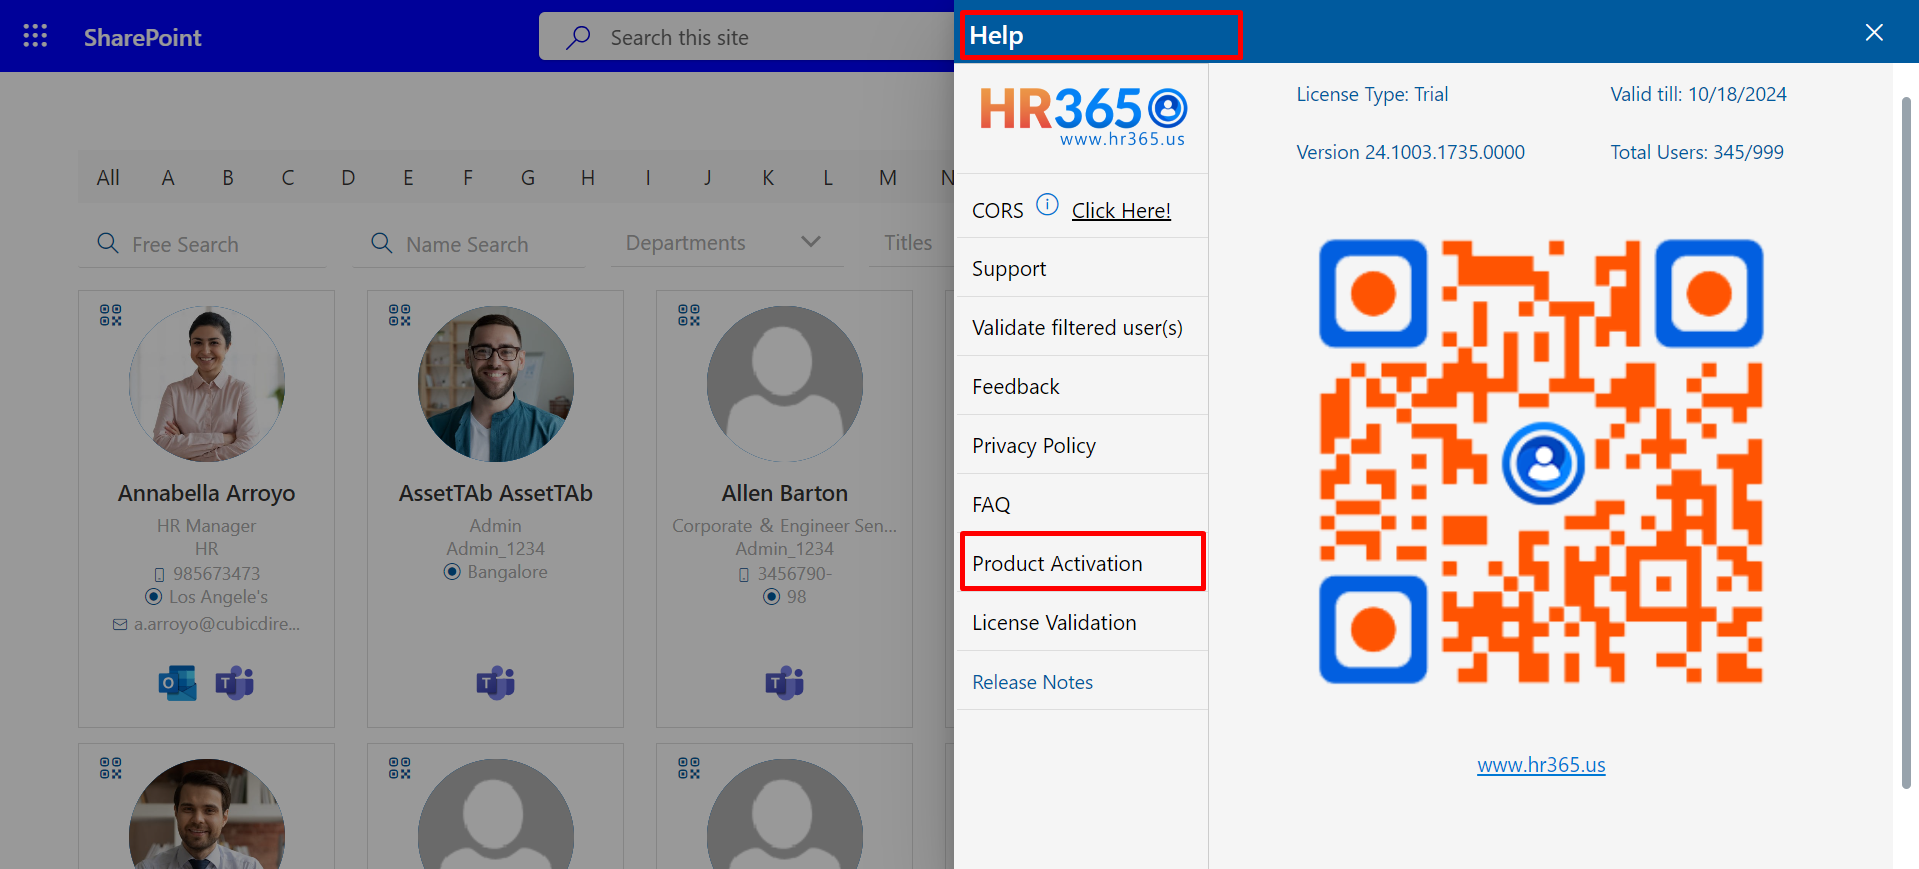 SharePoint
Search this site
All A B C D E F G H I J K L M N
Free Search
Name Search
Departments
Titles
Annabella Arroyo
HR Manager
HR
985673473
Los Angele's
a.arroyo@cubicdire...
AssetTAb AssetTAb
Admin
Admin_1234
Bangalore
Allen Barton
Corporate & Engineer Sen...
Admin_1234
3456790-
98
Help
HR365
www.hr365.us
CORS Click Here!
Support
Validate filtered user(s)
Feedback
Privacy Policy
FAQ
Product Activation
License Validation
Release Notes
License Type: Trial
Valid till: 10/18/2024
Version 24.1003.1735.0000
Total Users: 345/999
www.hr365.us